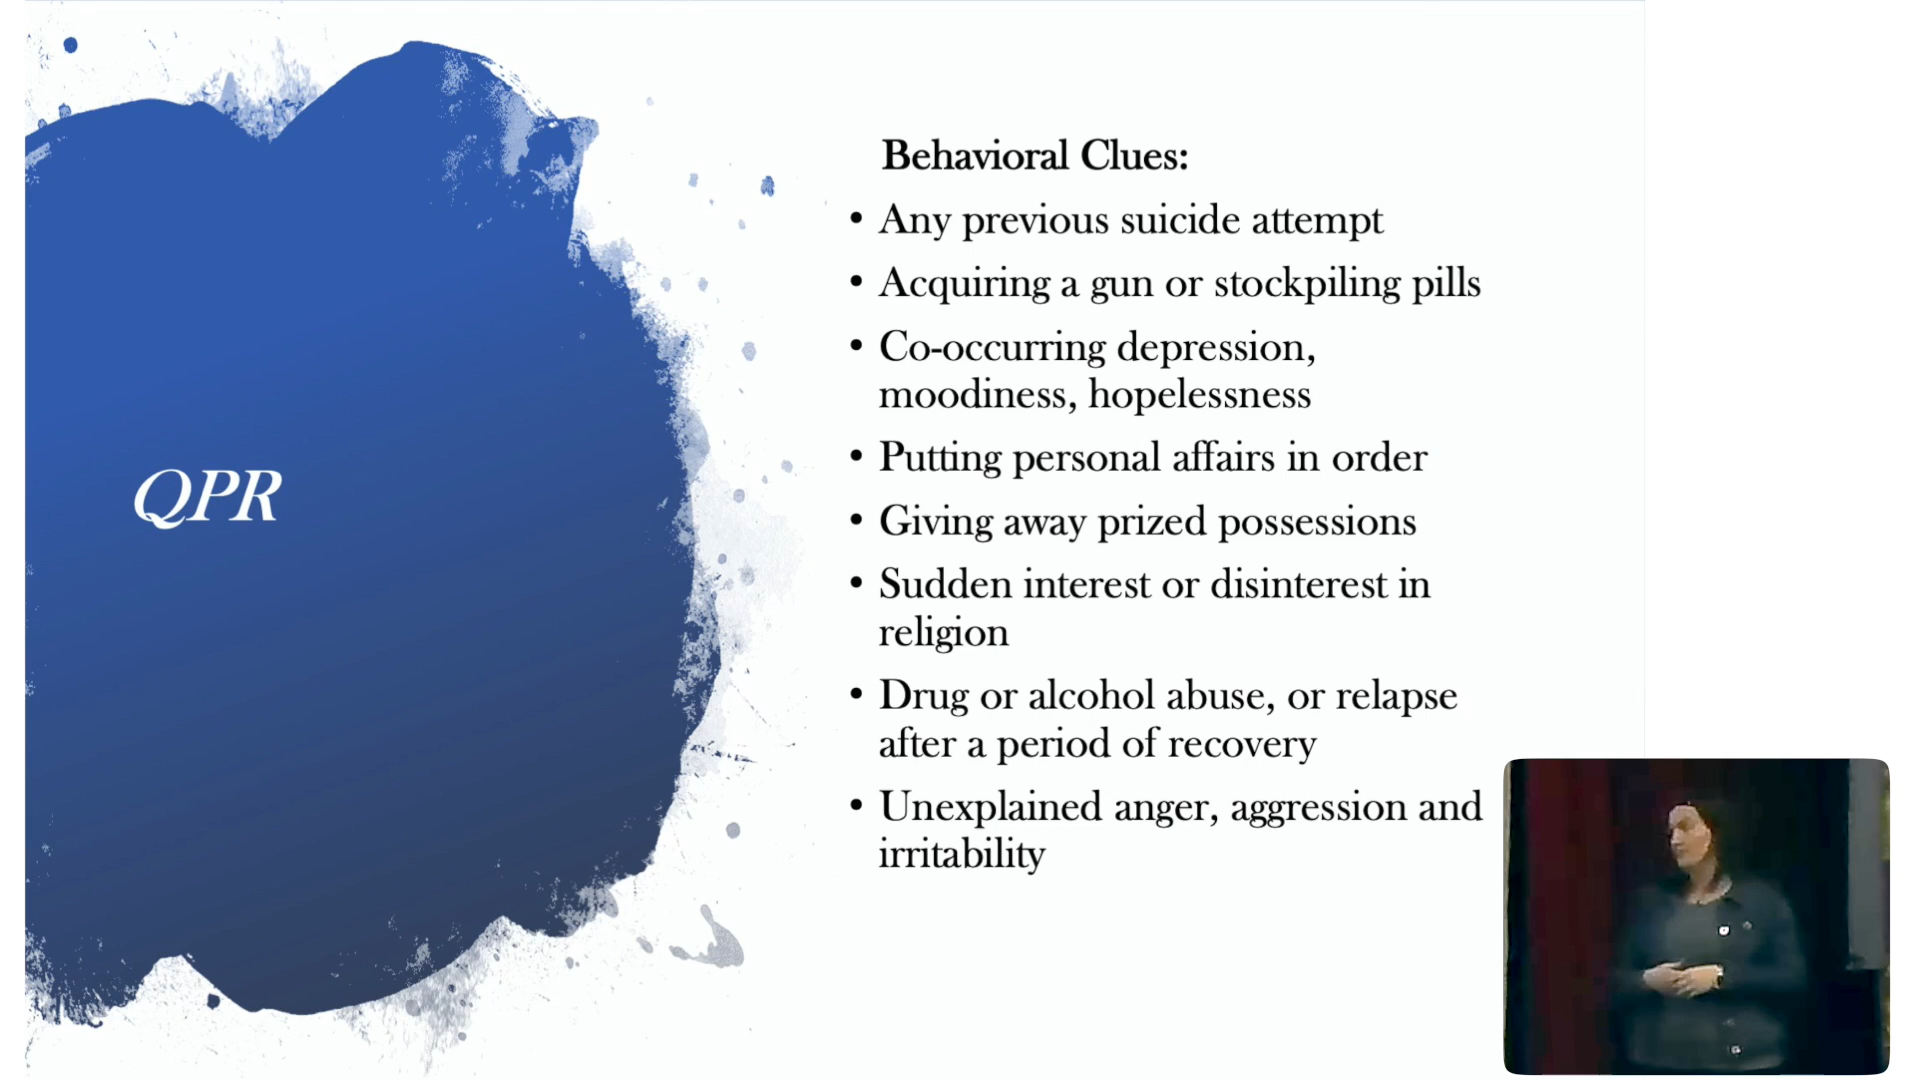 QPR
Behavioral Clues:
• Any previous suicide attempt
• Acquiring a gun or stockpiling pills
• Co-occurring depression,
moodiness, hopelessness
• Putting personal affairs in order
• Giving away prized possessions
• Sudden interest or disinterest in
religion
• Drug or alcohol abuse, or relapse
after a period of recovery
• Unexplained anger, aggression and
irritability